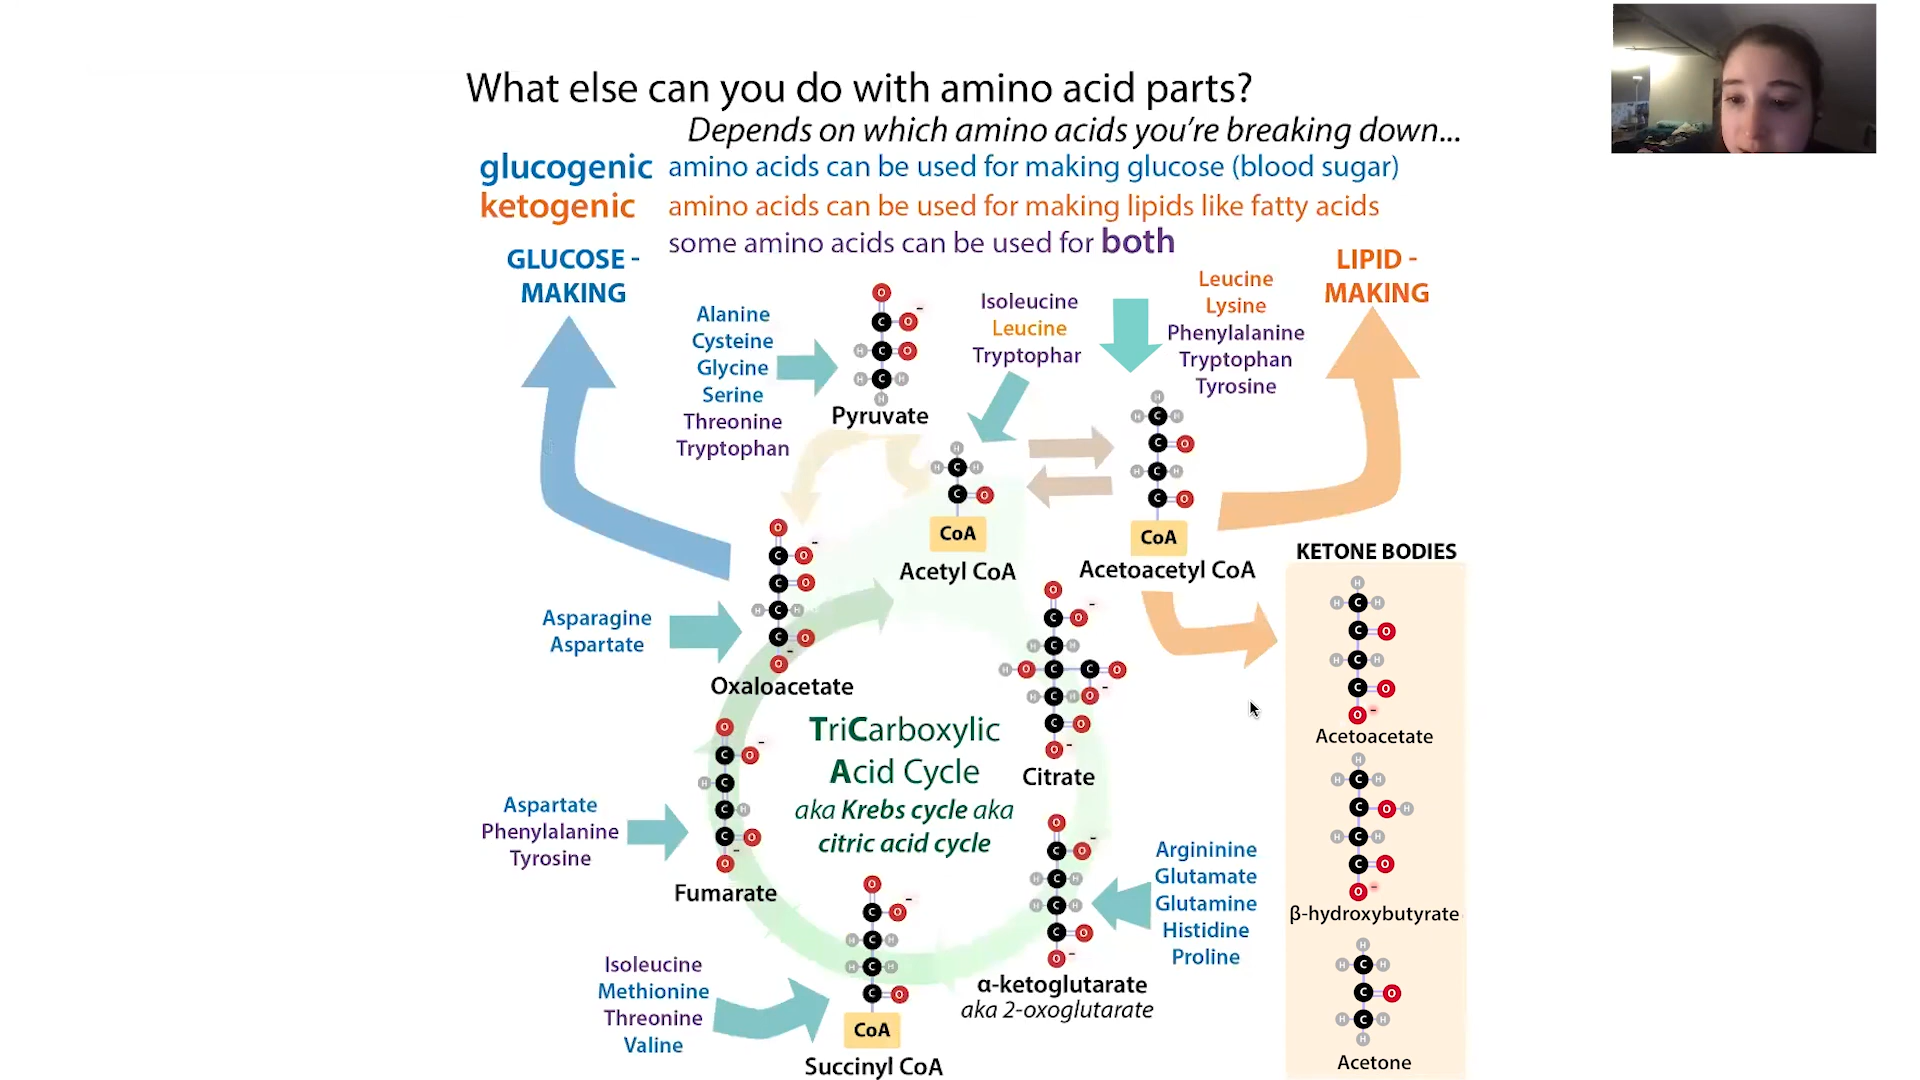 What else can you do with amino acid parts?
Depends on which amino acids you're breaking down...
glucogenic amino acids can be used for making glucose (blood sugar)
ketogenic amino acids can be used for making lipids like fatty acids
some amino acids can be used for both
GLUCOSE -
MAKING
LIPID -
MAKING
Alanine
Cysteine
Glycine
Serine
Threonine
Tryptophan
O
C O -
H C O
H C H
H
Pyruvate
Isoleucine
Leucine
Tryptophar
Leucine
Lysine
Phenylalanine
Tryptophan
Tyrosine
H
H C H
C O
CoA
Acetyl CoA
H
H C H
C O
H C H
C O
CoA
Acetoacetyl CoA
O
C O -
C O
H C H
C O
O -
Oxaloacetate
Asparagine
Aspartate
O
C O -
H C H
H O C C O
H C H O -
C O
O -
Citrate
TriCarboxylic
Acid Cycle
aka Krebs cycle aka
citric acid cycle
O
C O -
H C
C H
C O
O -
Fumarate
Aspartate
Phenylalanine
Tyrosine
O
C O -
H C H
H C H
C O
CoA
Succinyl CoA
Isoleucine
Methionine
Threonine
Valine
O
C O -
H C H
H C H
C O
O -
α-ketoglutarate
aka 2-oxoglutarate
Argininine
Glutamate
Glutamine
Histidine
Proline
KETONE BODIES
H
H C H
C O
H C H
C O
O -
Acetoacetate
H
H C H
C O H
H C H
C O
O -
β-hydroxybutyrate
H
H C H
C O
H C H
H
Acetone